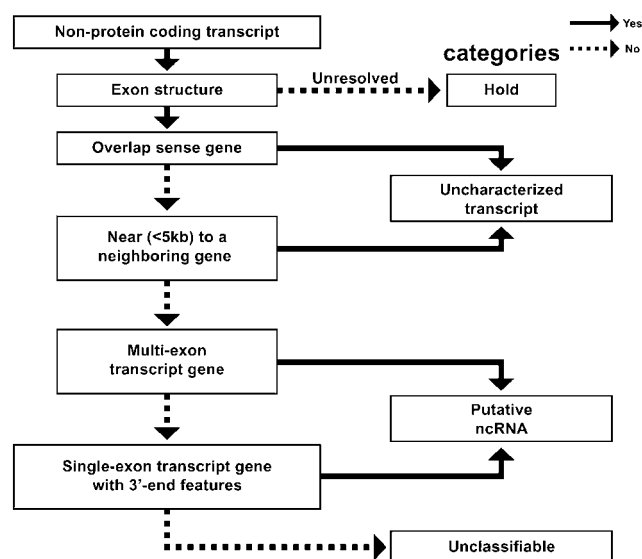 Non-protein coding transcript
Yes
No
categories
Exon structure
Unresolved
Hold
Overlap sense gene
Uncharacterized
transcript
Near (<5kb) to a
neighboring gene
Multi-exon
transcript gene
Putative
ncRNA
Single-exon transcript gene
with 3'-end features
Unclassifiable